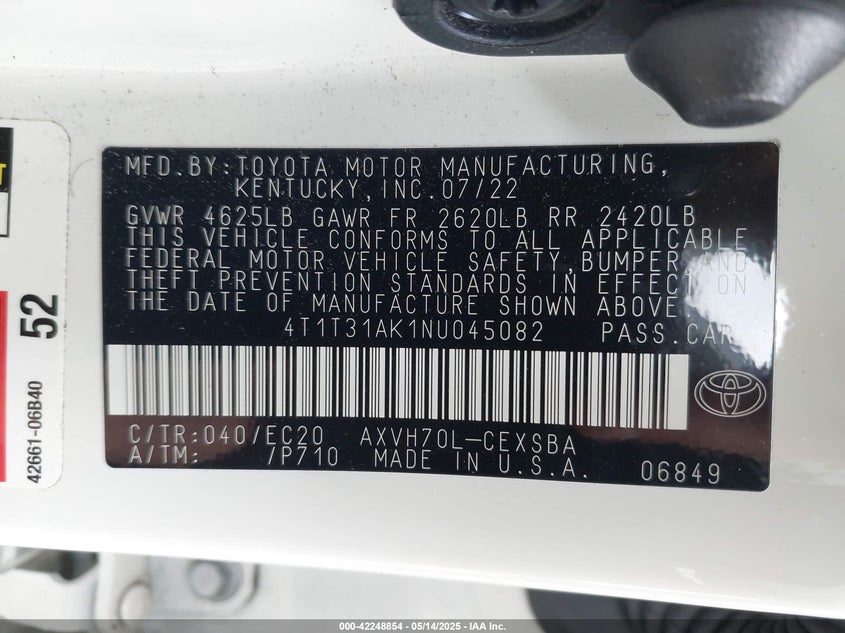 MFD.BY:TOYOTA MOTOR MANUFACTURING,
KENTUCKY,INC.07/22
GVWR 4625LB GAWR FR 2620LB RR 2420LB
THIS VEHICLE CONFORMS TO ALL APPLICABLE
FEDERAL MOTOR VEHICLE SAFETY,BUMPER,AND
THEFT PREVENTION STANDARDS IN EFFECT ON
THE DATE OF MANUFACTURE SHOWN ABOVE.
4T1T31AK1NU045082 PASS.CAR
C/TR:040/EC20 AXVH70L-CEXSBA
A/TM: /P710 MADE IN U.S.A. 06849
52
42661-06B40
000-42248854 - 05/14/2025 - IAA Inc.